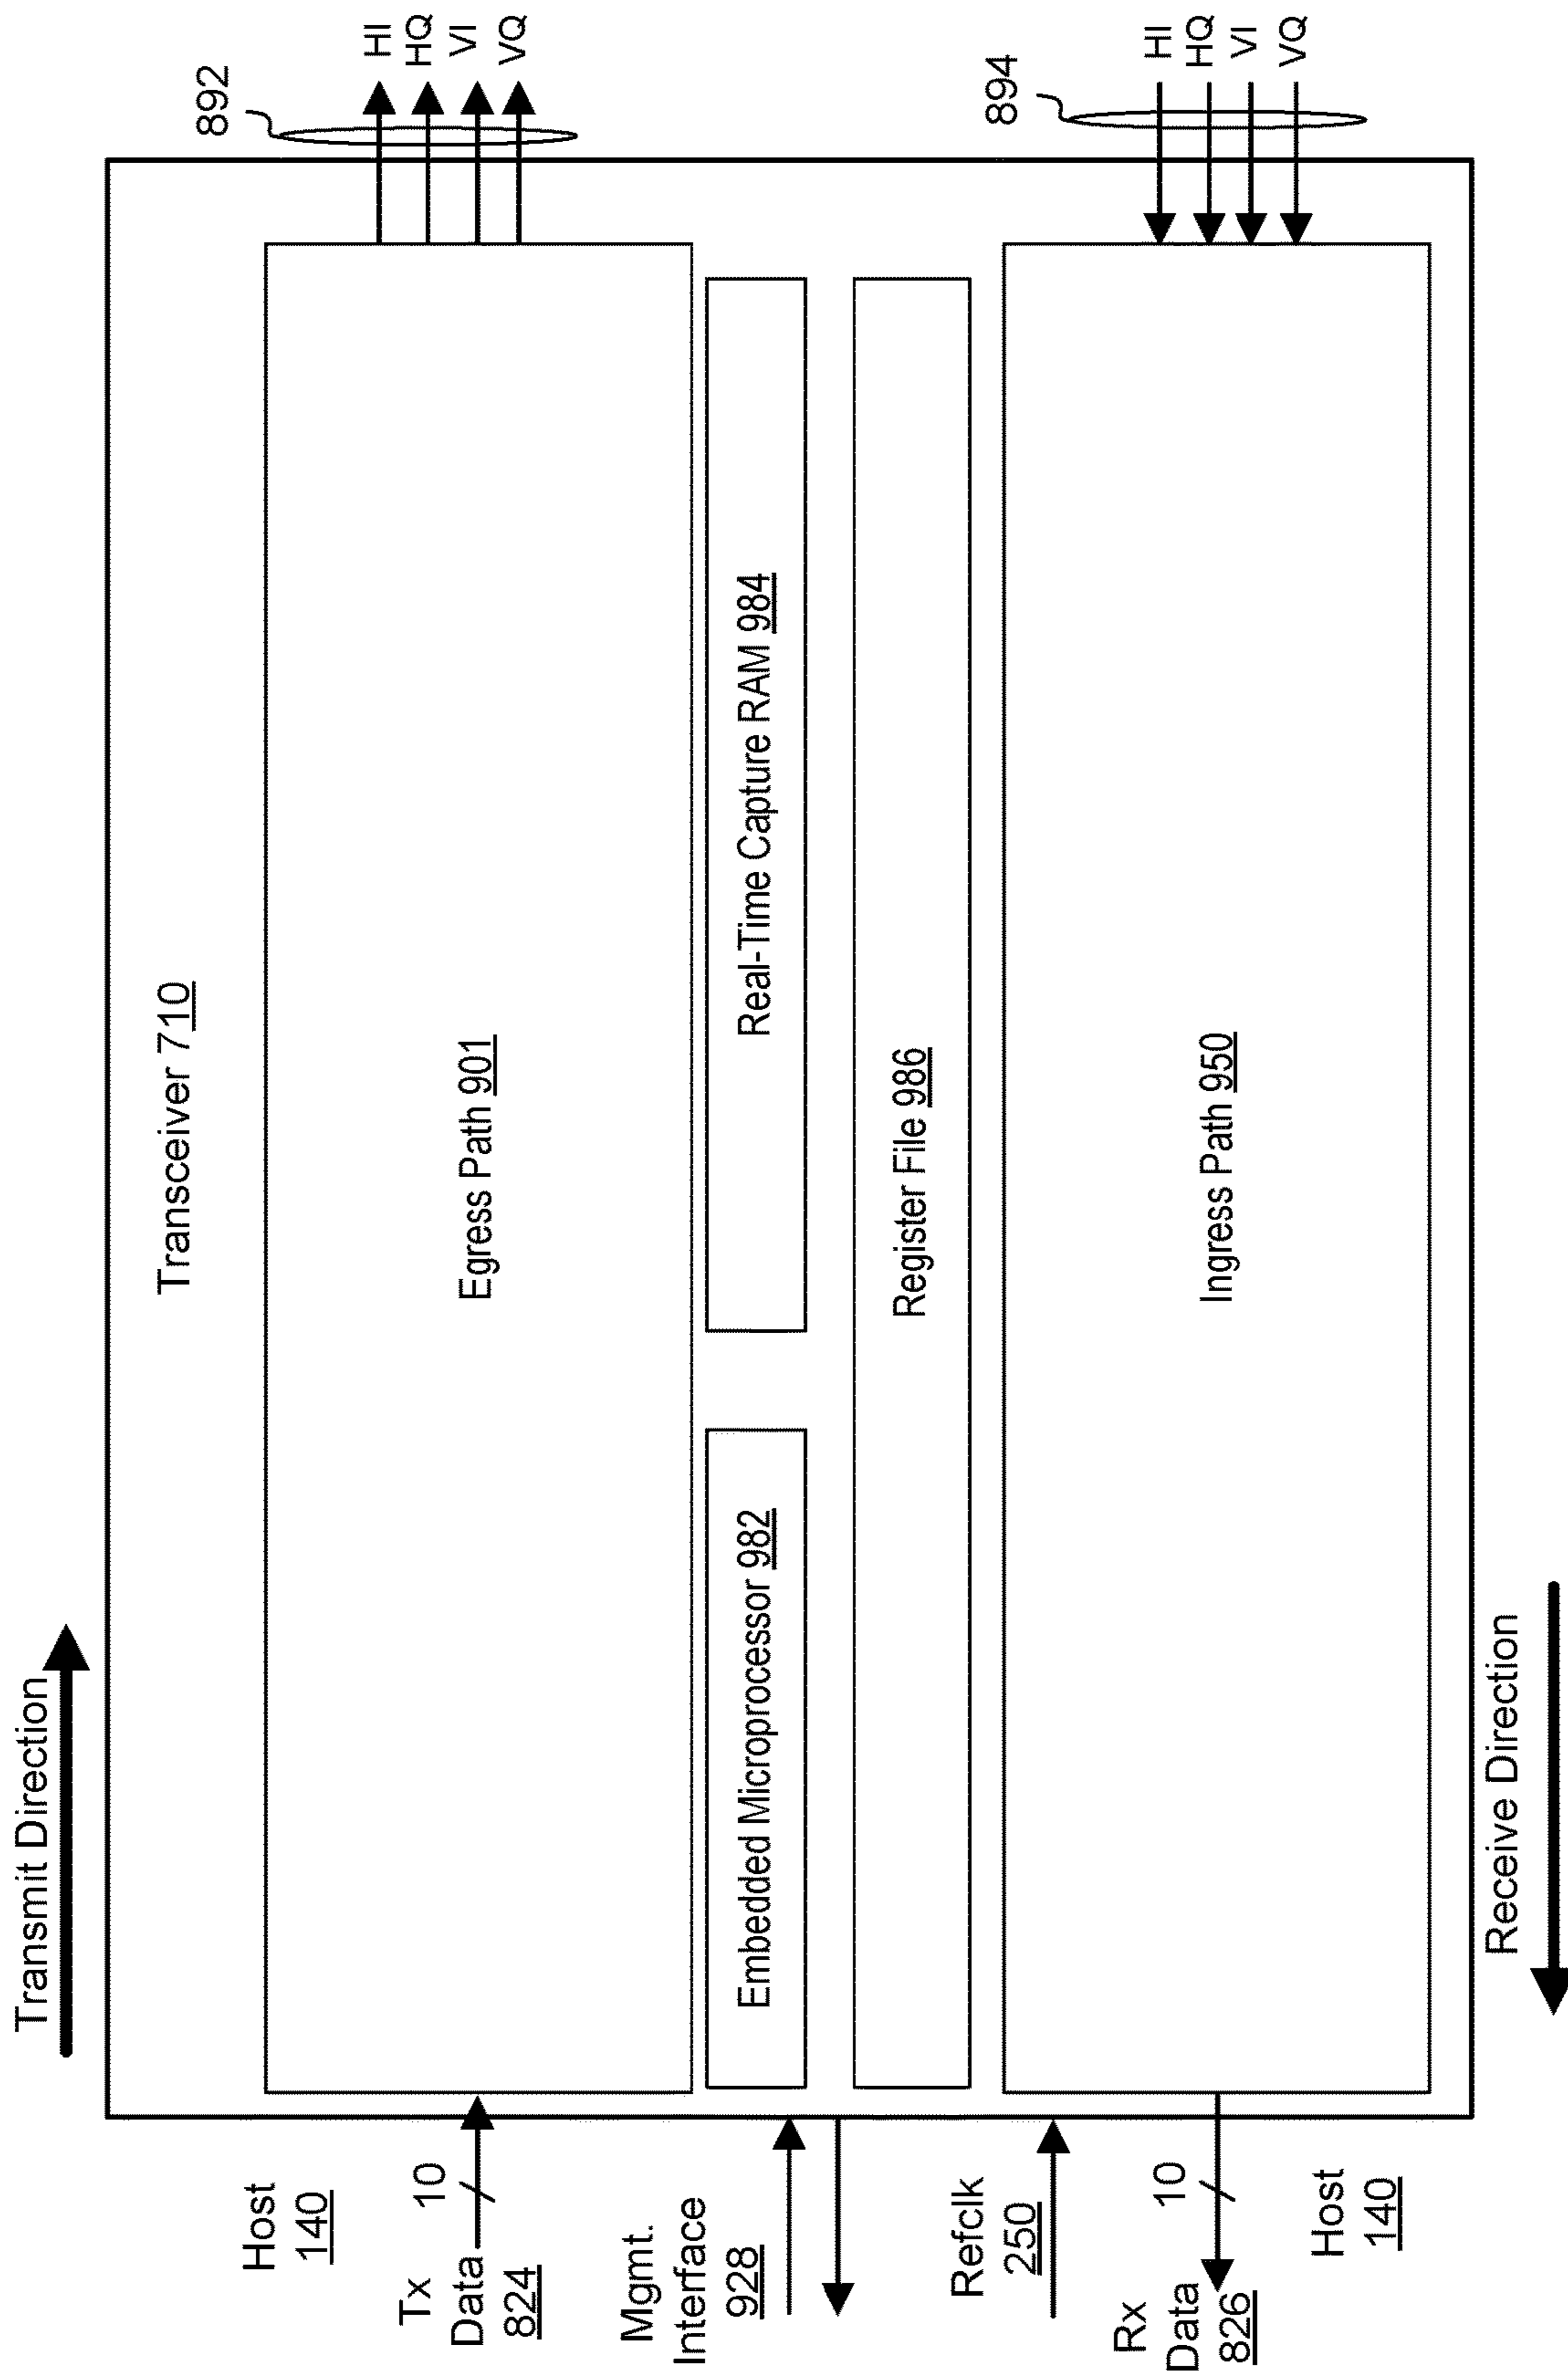 Transmit Direction
Transceiver 710
892
HI
HQ
VI
VQ
Host
140
Tx
Data
824
10
Egress Path 901
Mgmt.
Interface
928
Embedded Microprocessor 982
Real-Time Capture RAM 984
Register File 986
Refclk
250
894
HI
HQ
VI
VQ
Rx
Data
826
10
Ingress Path 950
Host
140
Receive Direction